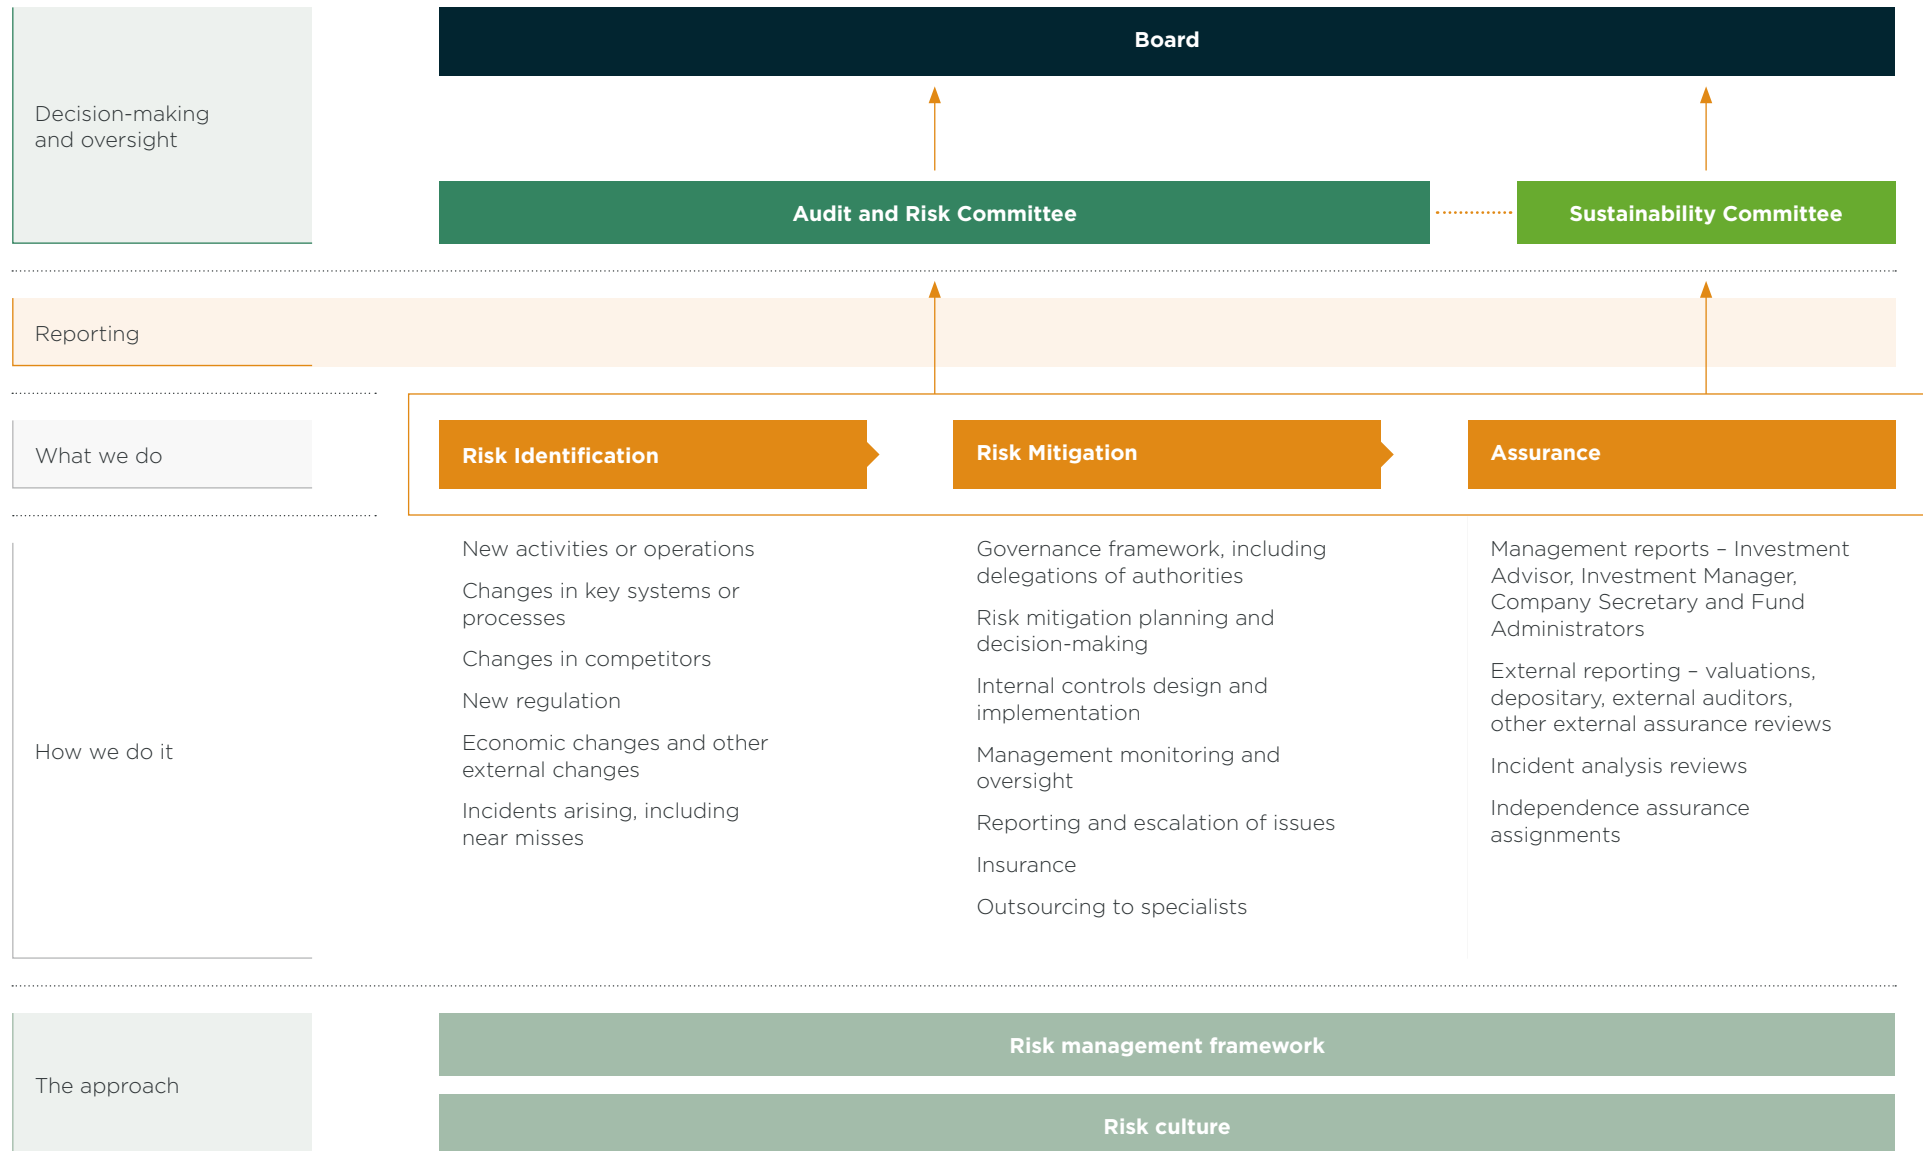 Board
Decision-making
and oversight
Audit and Risk Committee
Sustainability Committee
Reporting
What we do
Risk Identification
Risk Mitigation
Assurance
How we do it
New activities or operations
Changes in key systems or
processes
Changes in competitors
New regulation
Economic changes and other
external changes
Incidents arising, including
near misses
Governance framework, including
delegations of authorities
Risk mitigation planning and
decision-making
Internal controls design and
implementation
Management monitoring and
oversight
Reporting and escalation of issues
Insurance
Outsourcing to specialists
Management reports – Investment
Advisor, Investment Manager,
Company Secretary and Fund
Administrators
External reporting – valuations,
depositary, external auditors,
other external assurance reviews
Incident analysis reviews
Independence assurance
assignments
The approach
Risk management framework
Risk culture